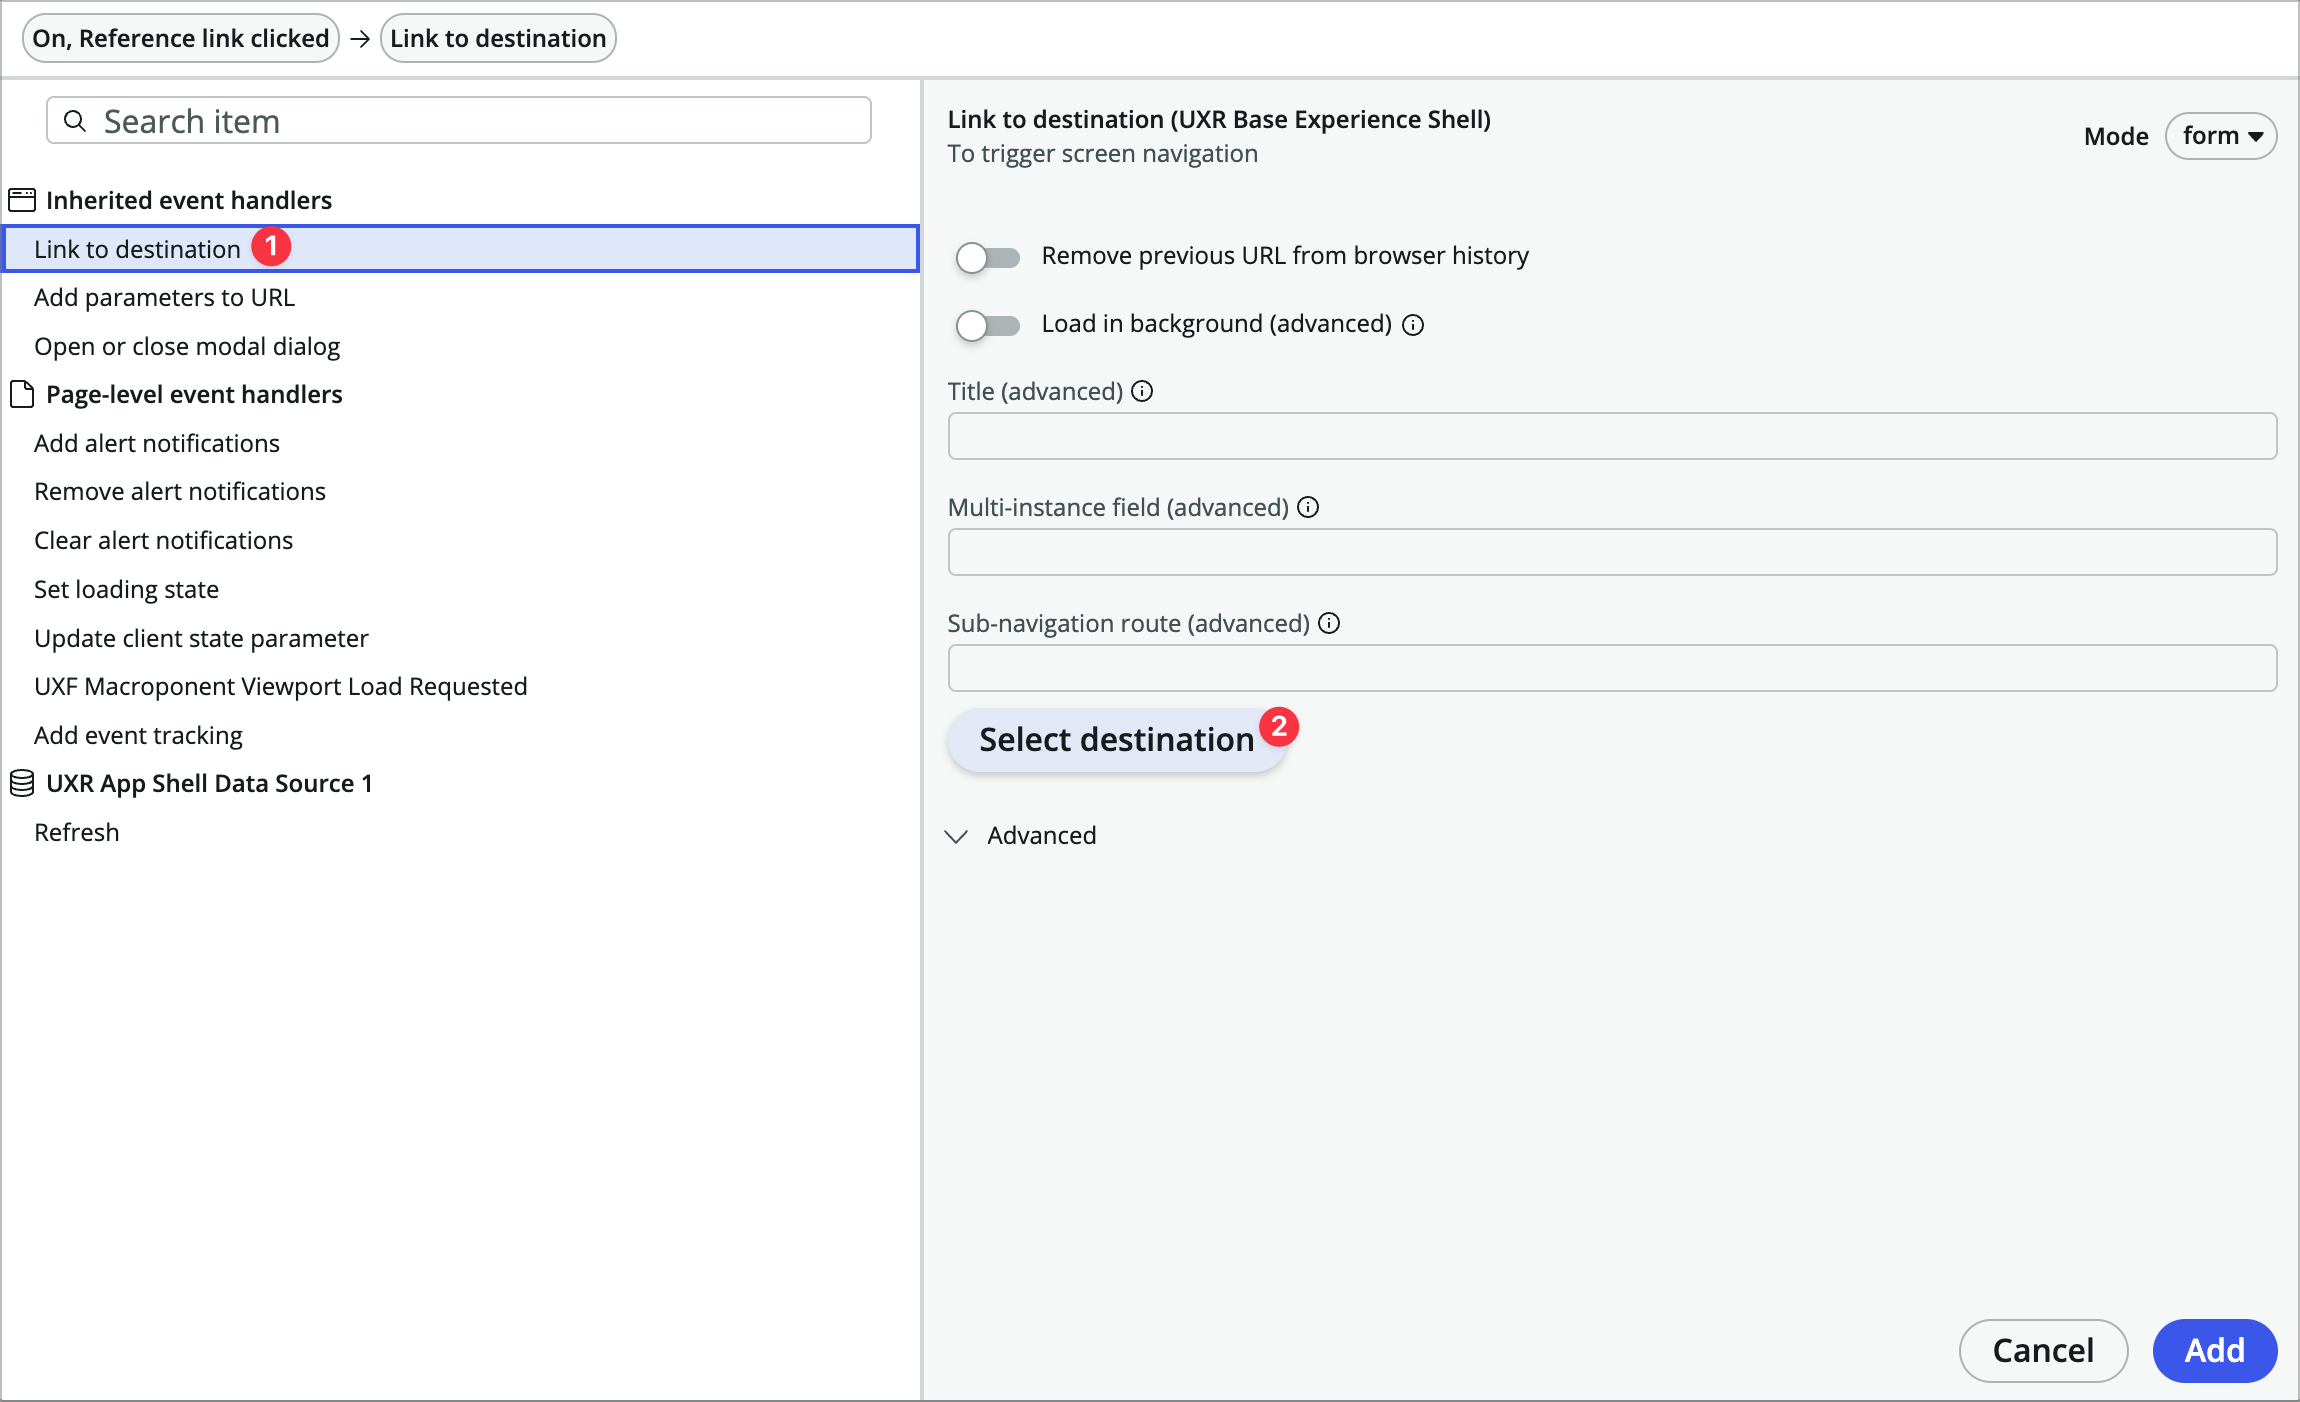 On, Reference link clicked → Link to destination
Search item
Inherited event handlers
Link to destination 1
Add parameters to URL
Open or close modal dialog
Page-level event handlers
Add alert notifications
Remove alert notifications
Clear alert notifications
Set loading state
Update client state parameter
UXF Macroponent Viewport Load Requested
Add event tracking
UXR App Shell Data Source 1
Refresh
Link to destination (UXR Base Experience Shell)
To trigger screen navigation
Mode form
Remove previous URL from browser history
Load in background (advanced)
Title (advanced)
Multi-instance field (advanced)
Sub-navigation route (advanced)
Select destination 2
Advanced
Cancel Add